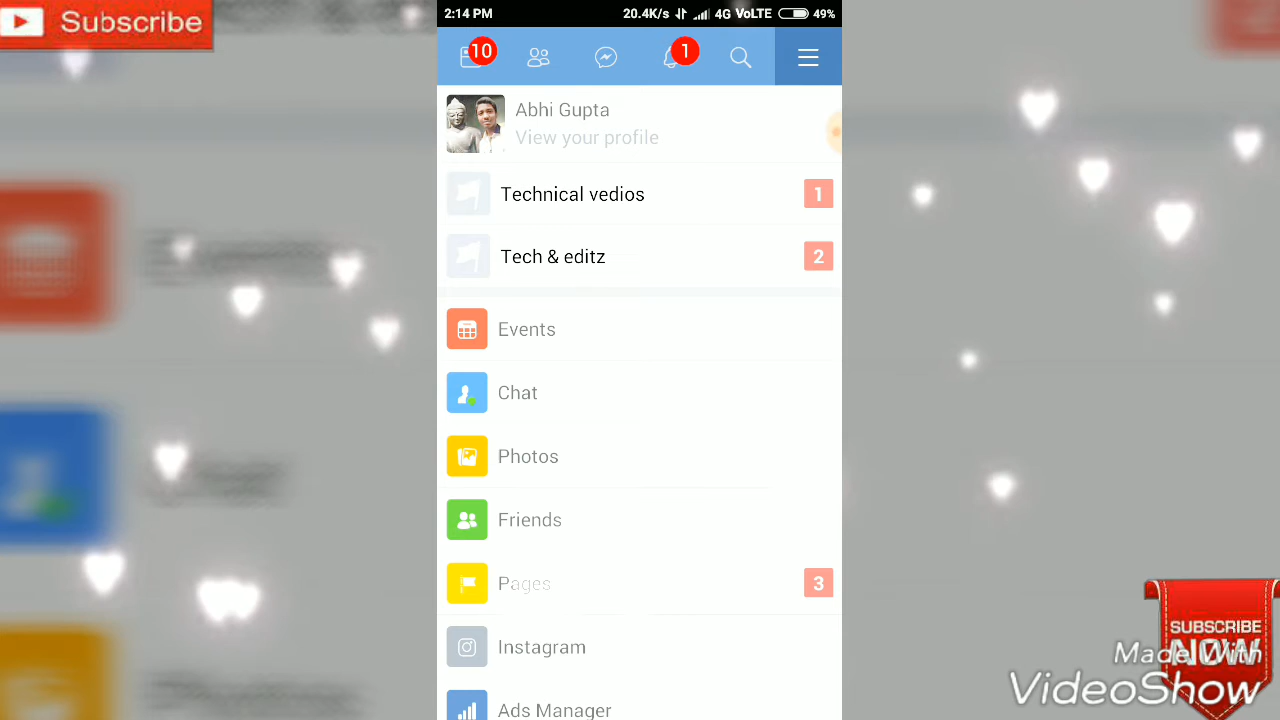 Subscribe
2:14 PM 20.4K/s 4G VoLTE 49%
10
1
Abhi Gupta
View your profile
Technical vedios 1
Tech & editz 2
Events
Chat
Photos
Friends
Pages 3
Instagram
Ads Manager
SUBSCRIBE
NOW
Made With
VideoShow